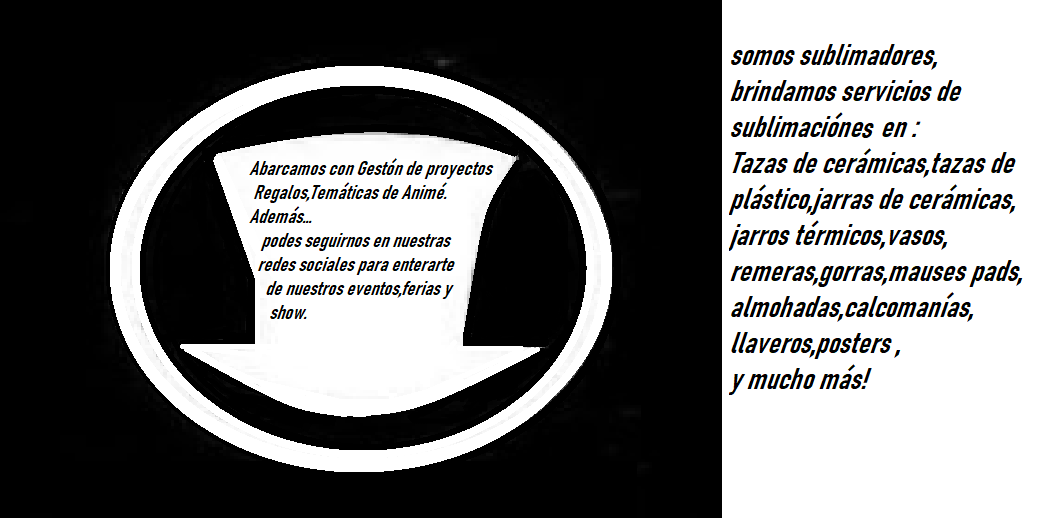 Abarcamos con Gestón de proyectos
Regalos,Temáticas de Animé.
Además...
podes seguirnos en nuestras
redes sociales para enterarte
de nuestros eventos,ferias y
show.
somos sublimadores,
brindamos servicios de
sublimaciónes en :
Tazas de cerámicas,tazas de
plástico,jarras de cerámicas,
jarros térmicos,vasos,
remeras,gorras,mauses pads,
almohadas,calcomanías,
llaveros,posters ,
y mucho más!